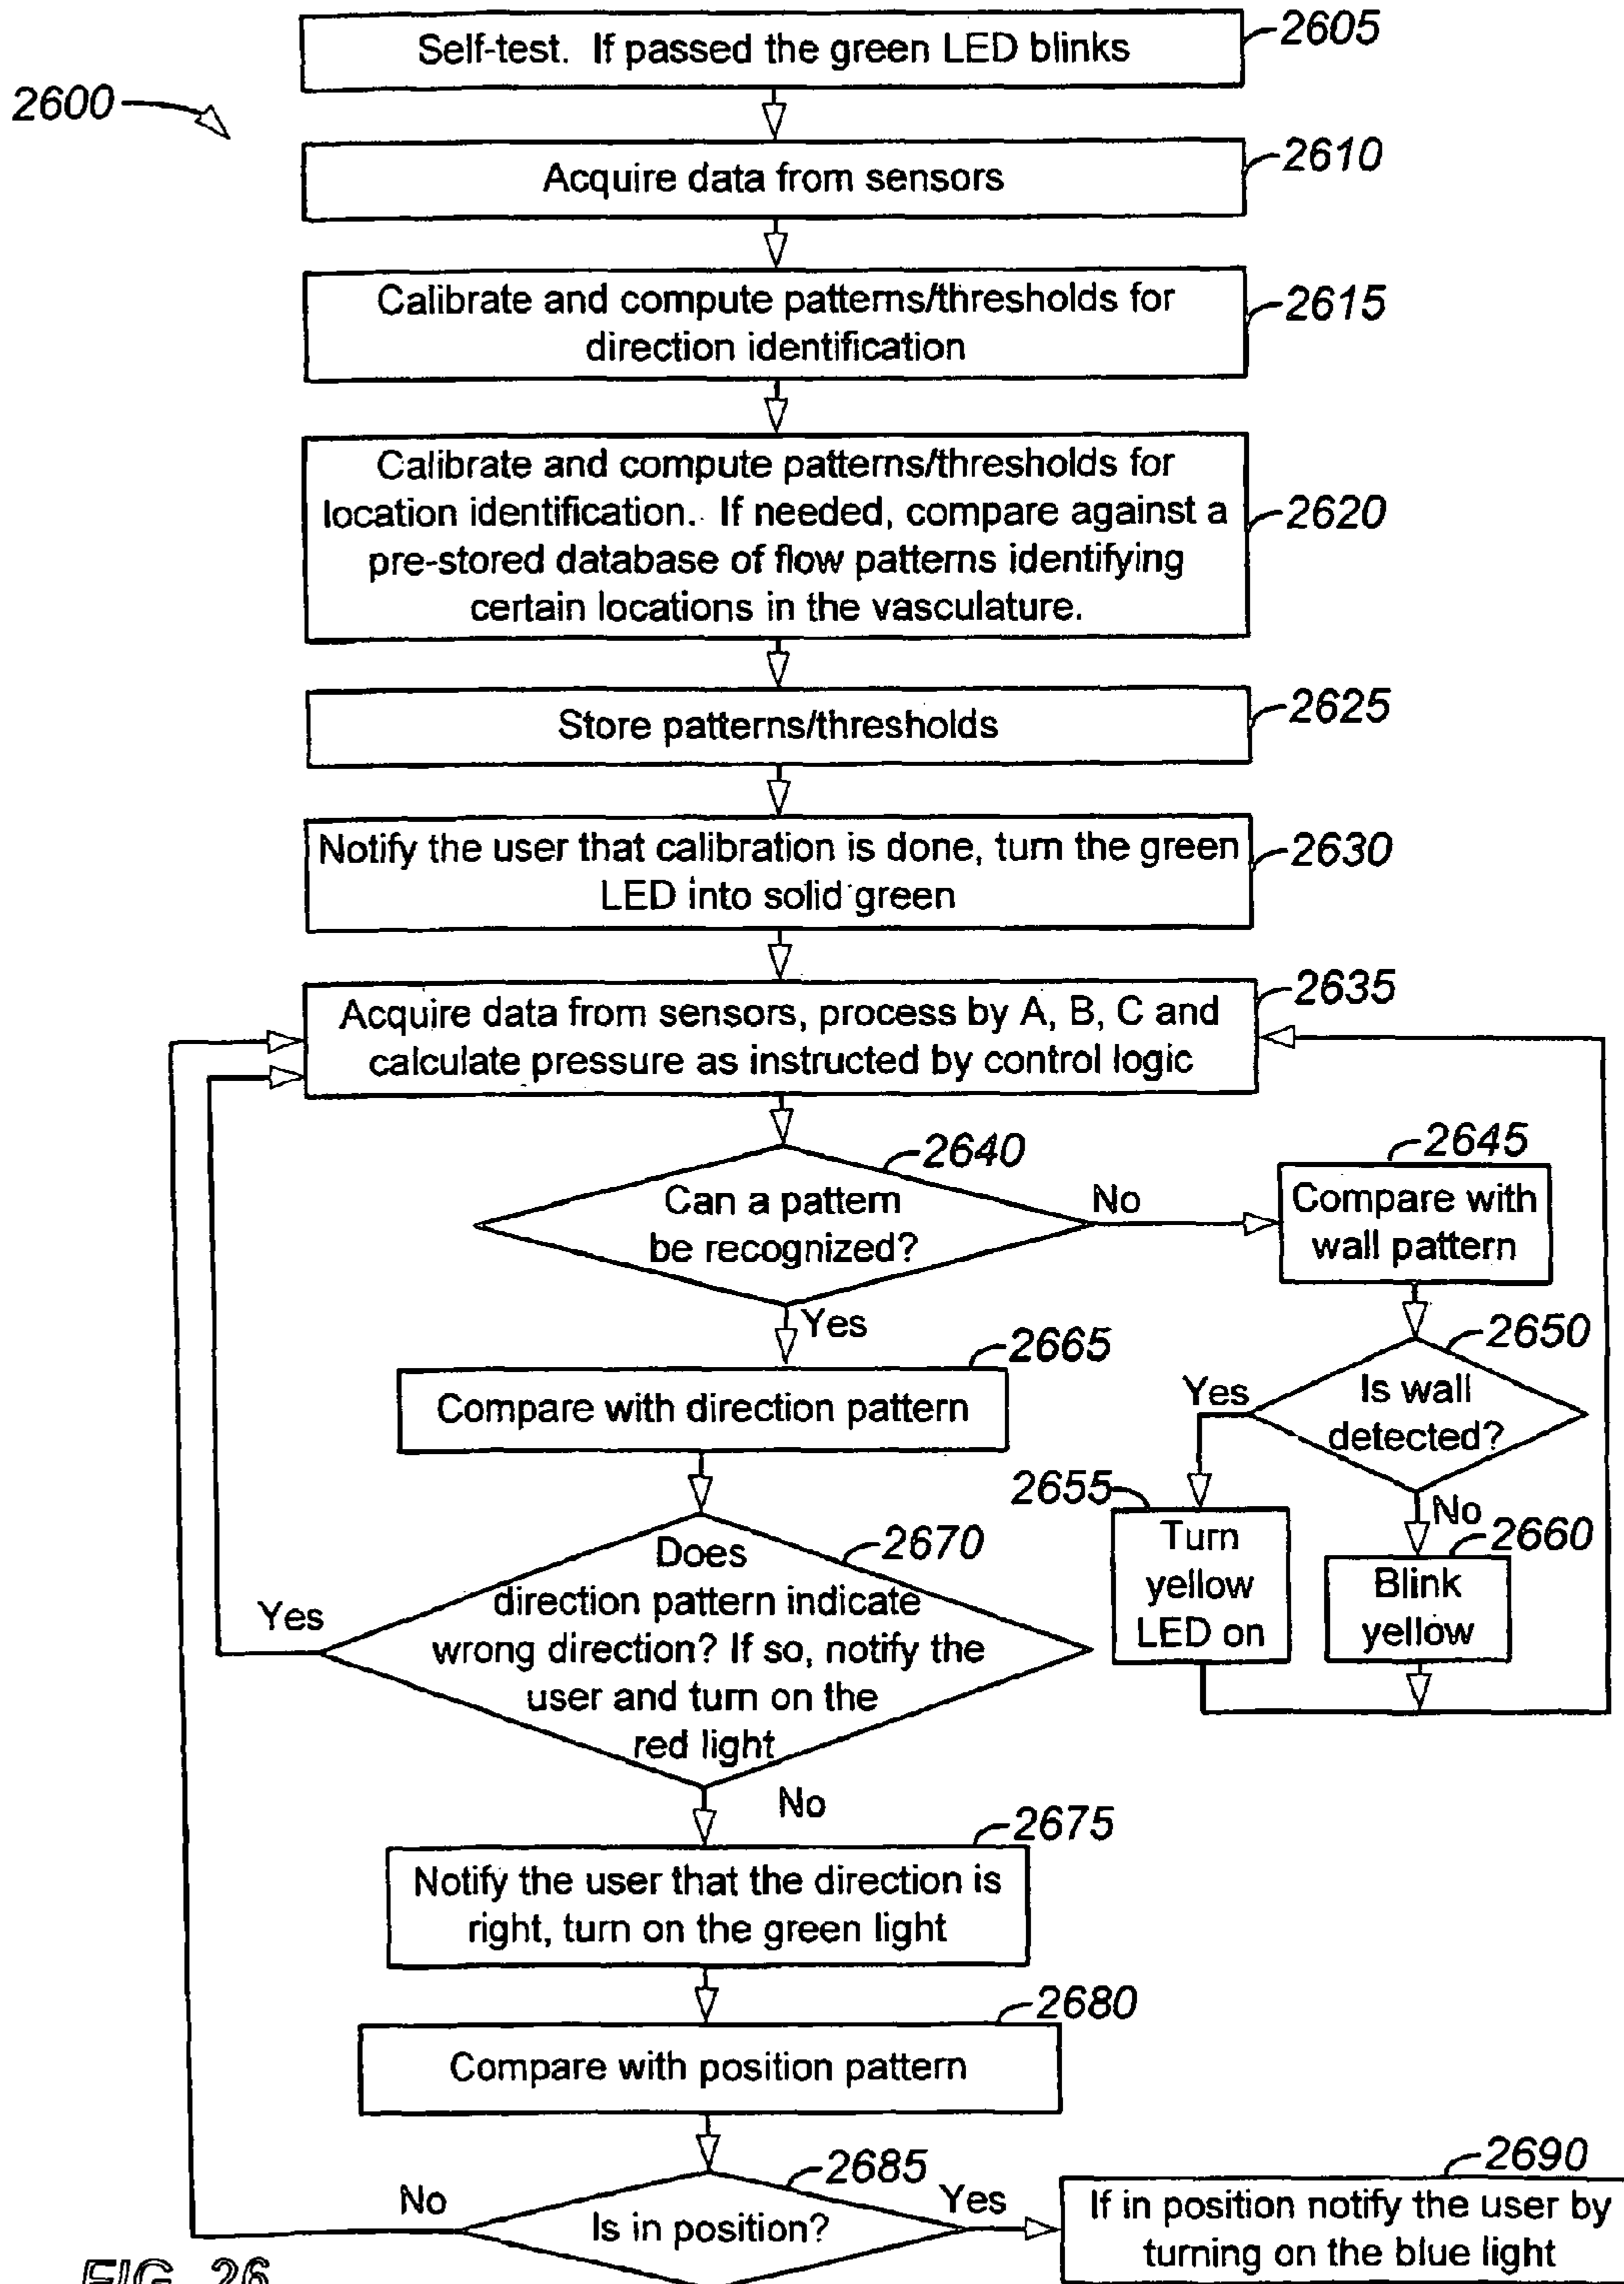 Self-test. If passed the green LED blinks
2605
2600
Acquire data from sensors
2610
Calibrate and compute patterns/thresholds for
direction identification
2615
Calibrate and compute patterns/thresholds for
location identification. If needed, compare against a
pre-stored database of flow patterns identifying
certain locations in the vasculature.
2620
Store patterns/thresholds
2625
Notify the user that calibration is done, turn the green
LED into solid green
2630
Acquire data from sensors, process by A, B, C and
calculate pressure as instructed by control logic
2635
2640
Can a pattern
be recognized?
No
2645
Compare with
wall pattern
Yes
2650
Is wall
detected?
Yes
2655
Turn
yellow
LED on
No
2660
Blink
yellow
2665
Compare with direction pattern
2670
Does
direction pattern indicate
wrong direction? If so, notify the
user and turn on the
red light
Yes
No
2675
Notify the user that the direction is
right, turn on the green light
2680
Compare with position pattern
2685
Is in position?
No
Yes
2690
If in position notify the user by
turning on the blue light
FIG. 26